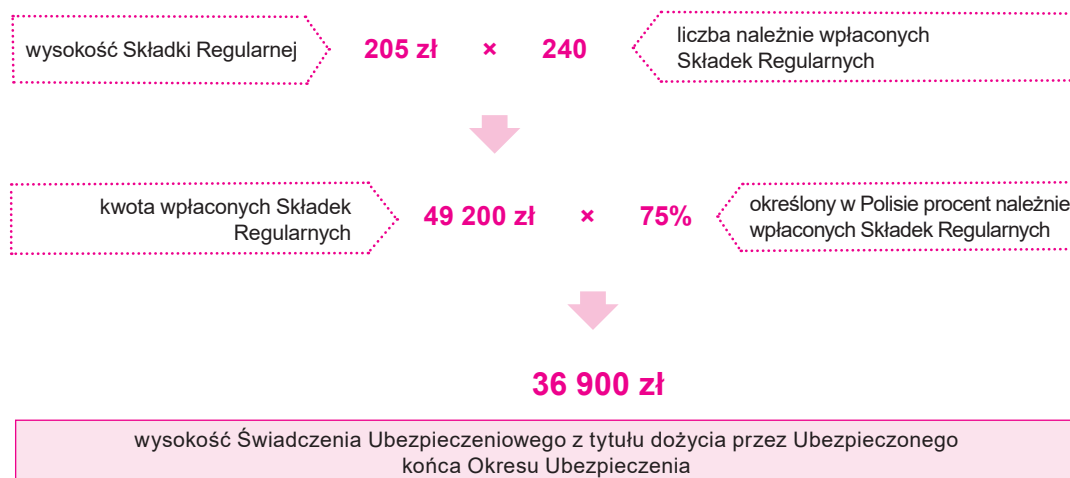 wysokość Składki Regularnej
205 zł × 240
liczba należnie wpłaconych
Składek Regularnych
kwota wpłaconych Składek
Regularnych
49 200 zł × 75%
określony w Polisie procent należnie
wpłaconych Składek Regularnych
36 900 zł
wysokość Świadczenia Ubezpieczeniowego z tytułu dożycia przez Ubezpieczonego
końca Okresu Ubezpieczenia